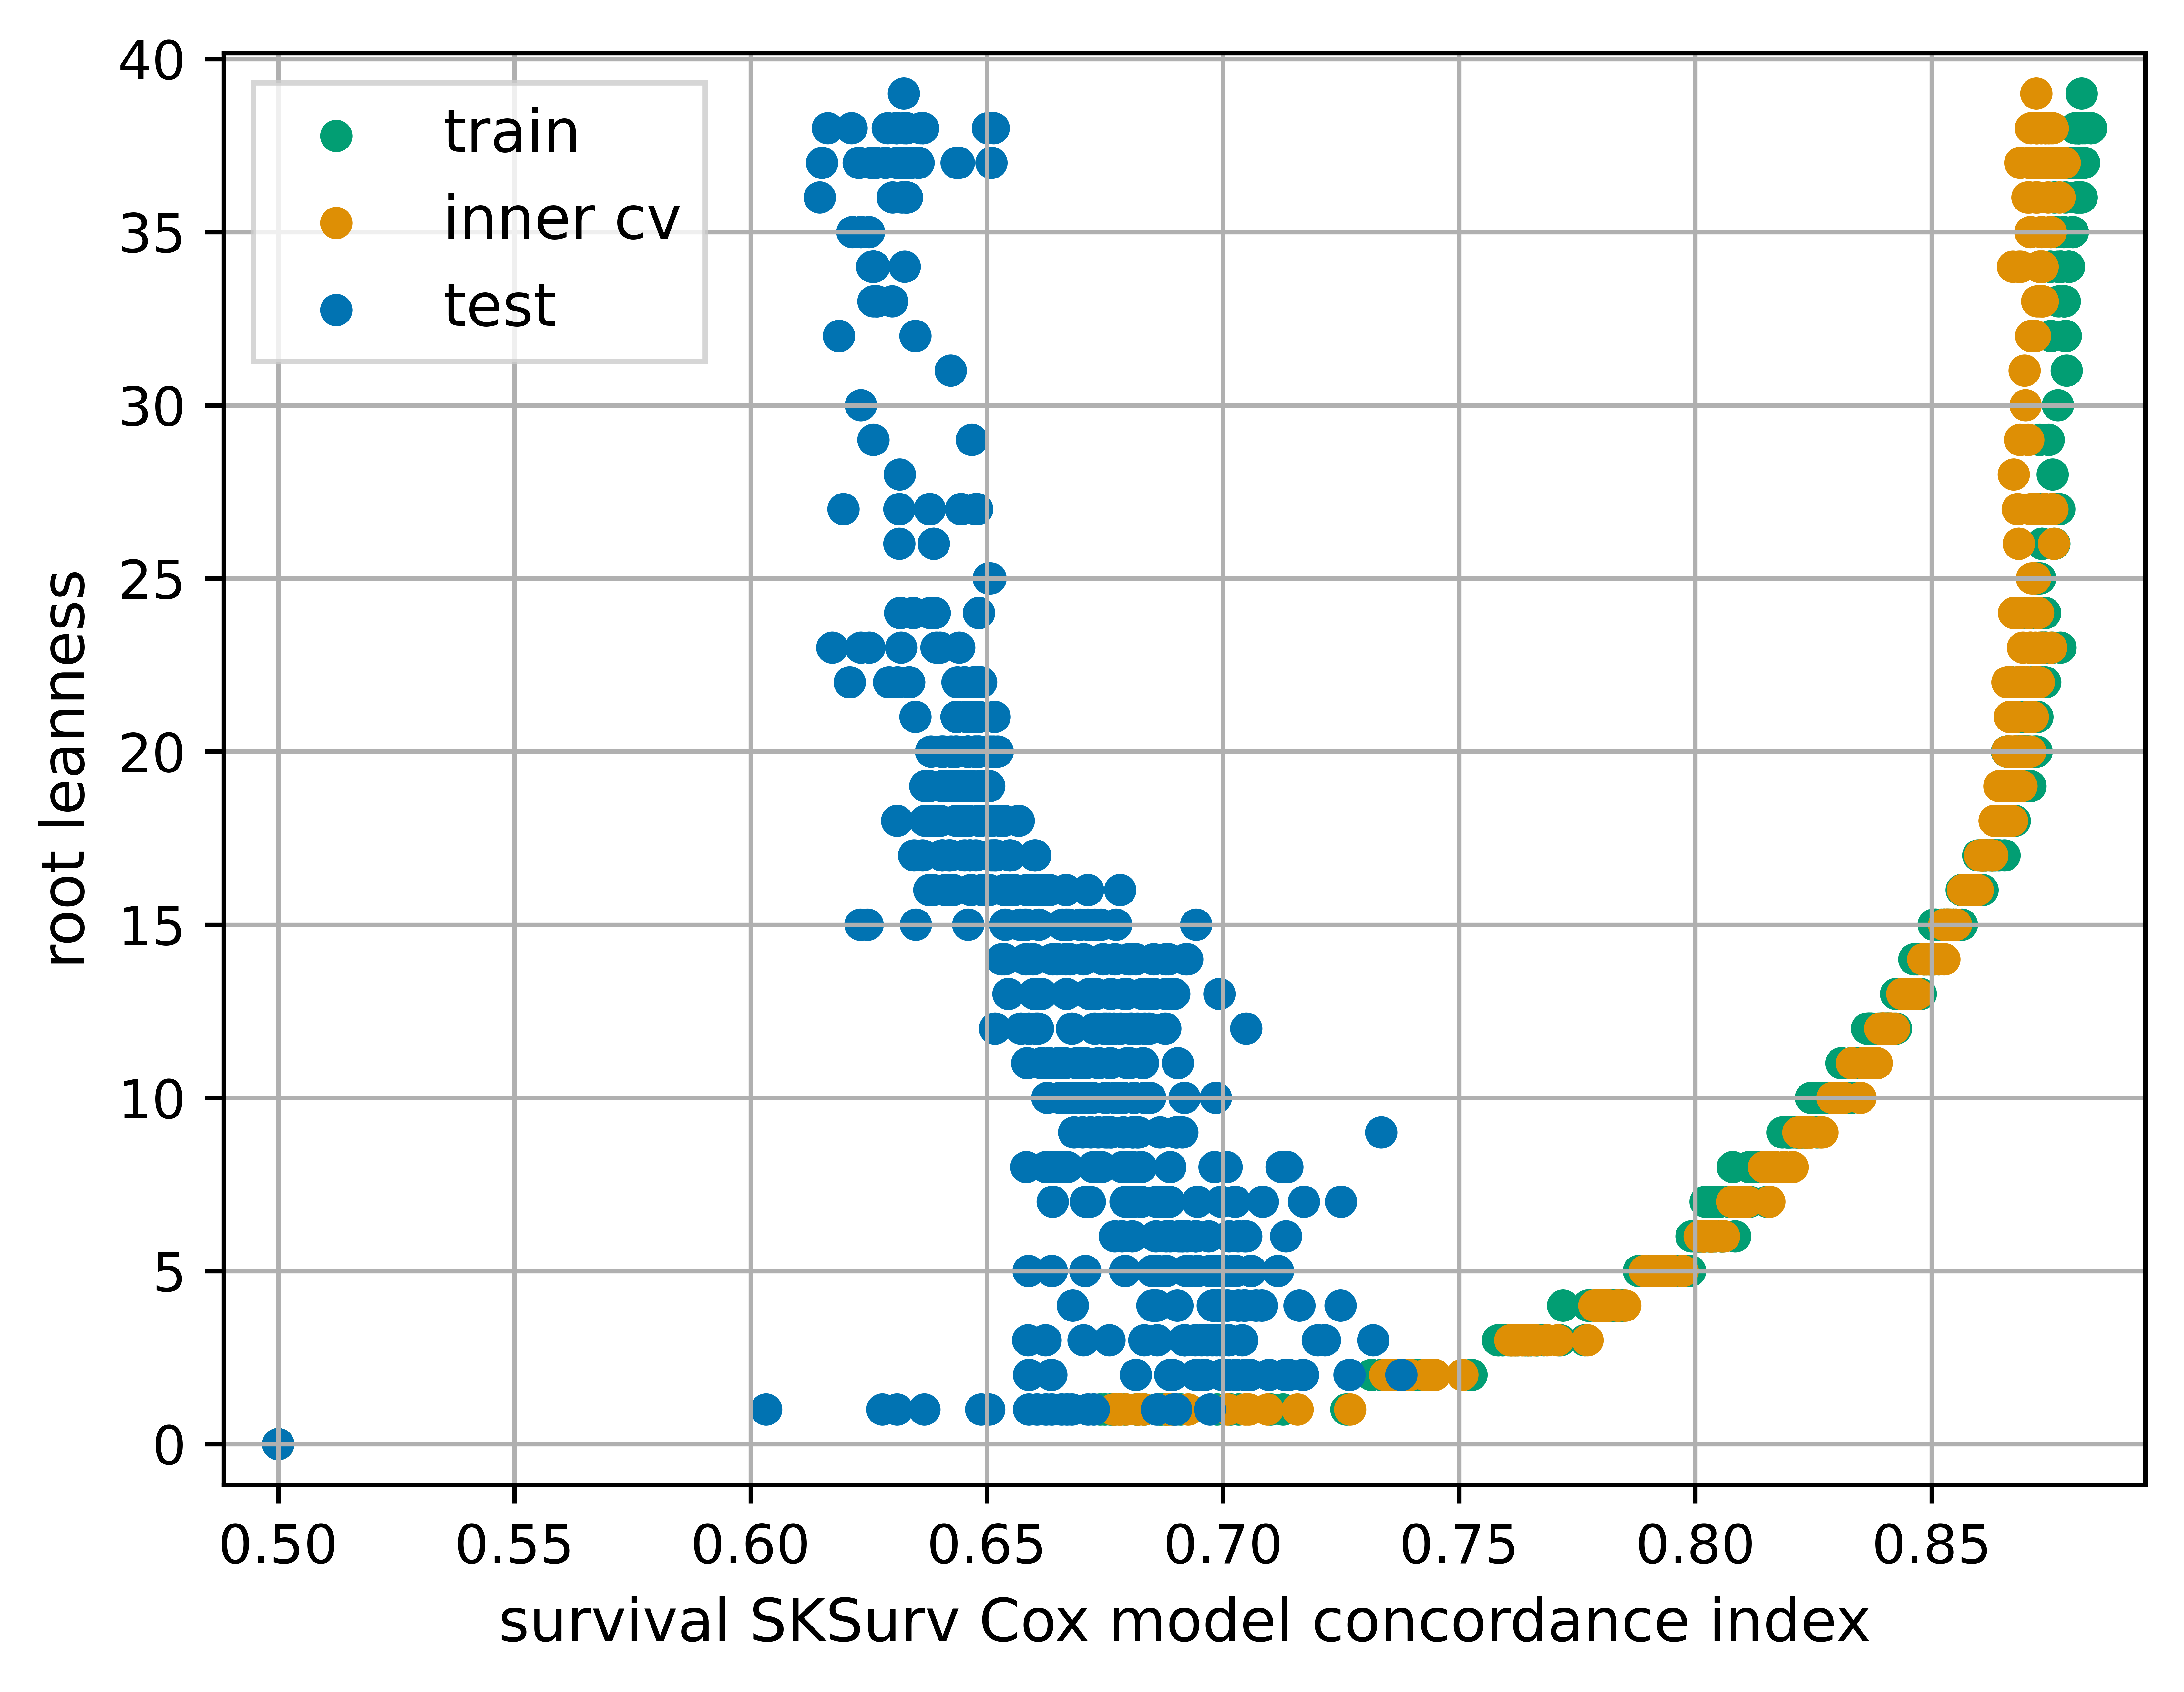 40
35
30
25
20
15
10
5
0
root leanness
train
inner cv
test
0.50 0.55 0.60 0.65 0.70 0.75 0.80 0.85
survival SKSurv Cox model concordance index